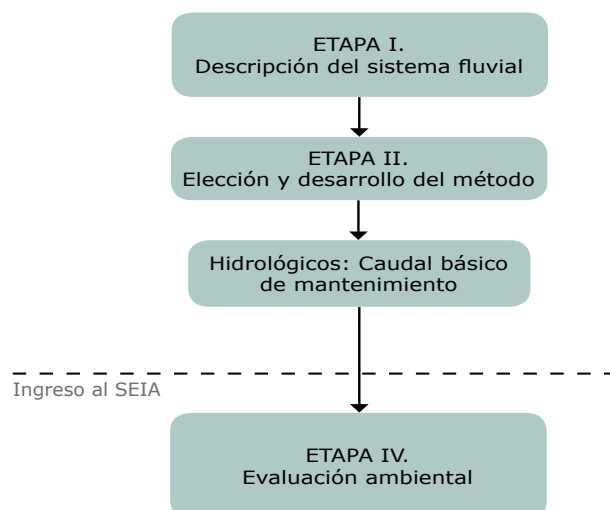 ETAPA I.
Descripción del sistema fluvial
ETAPA II.
Elección y desarrollo del método
Hidrológicos: Caudal básico
de mantenimiento
Ingreso al SEIA
ETAPA IV.
Evaluación ambiental